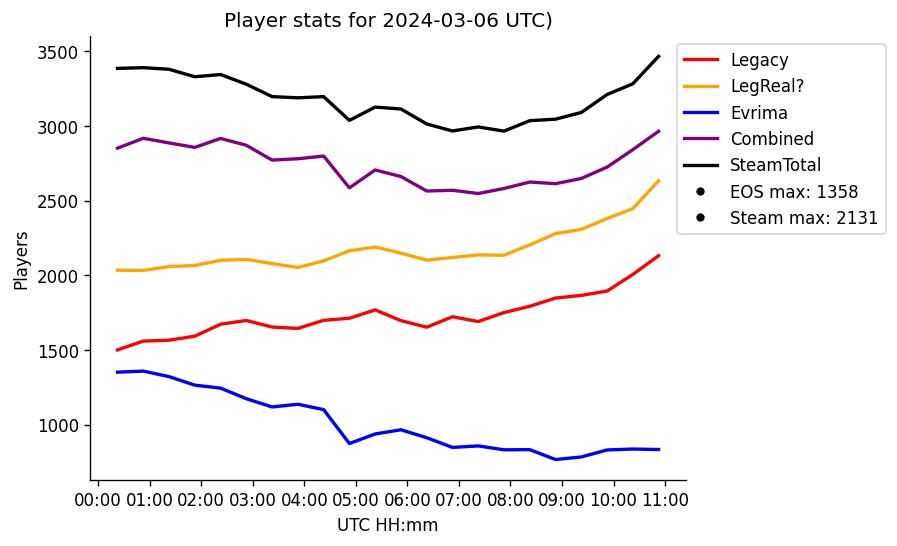 Player stats for 2024-03-06 UTC)
Players
3500
3000
2500
2000
1500
1000
00:00 01:00 02:00 03:00 04:00 05:00 06:00 07:00 08:00 09:00 10:00 11:00
UTC HH:mm
Legacy
LegReal?
Evrima
Combined
SteamTotal
EOS max: 1358
Steam max: 2131